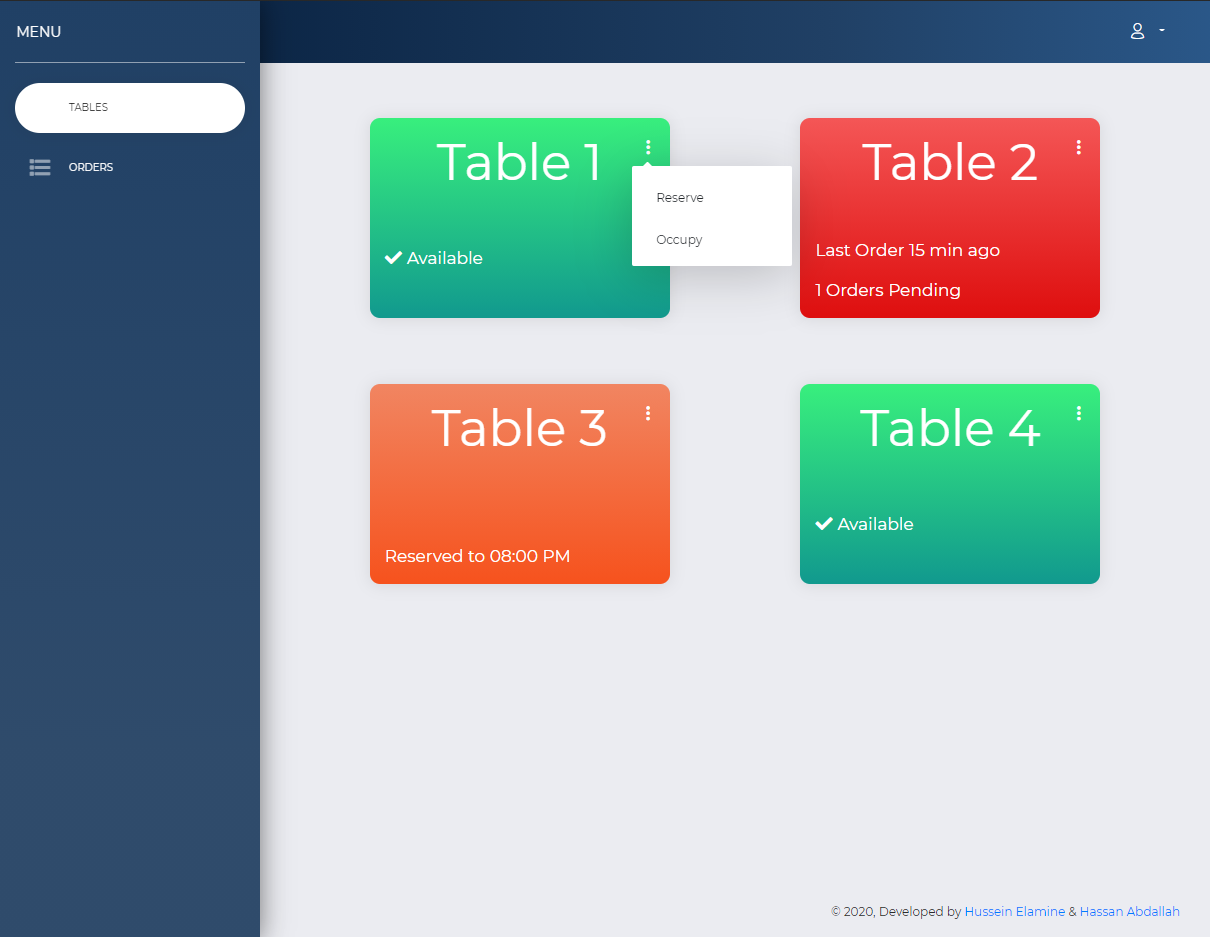 MENU
TABLES
ORDERS
Table 1
Available
Reserve
Occupy
Table 2
Last Order 15 min ago
1 Orders Pending
Table 3
Reserved to 08:00 PM
Table 4
Available
© 2020, Developed by Hussein Elamine & Hassan Abdallah